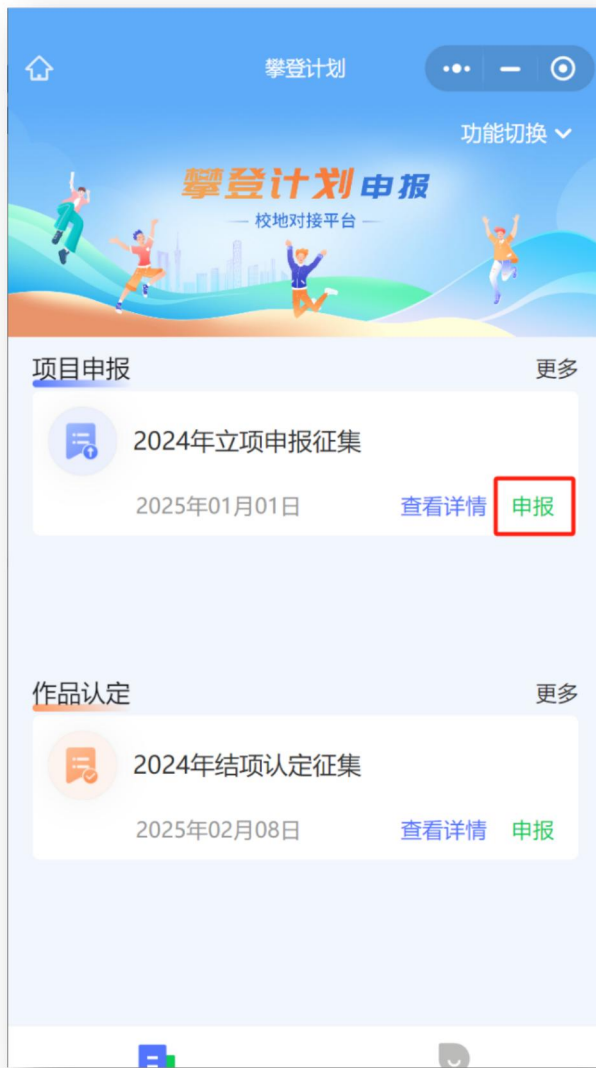 攀登计划
功能切换
攀登计划申报
校地对接平台
项目申报 更多
2024年立项申报征集
2025年01月01日 查看详情 申报
作品认定 更多
2024年结项认定征集
2025年02月08日 查看详情 申报